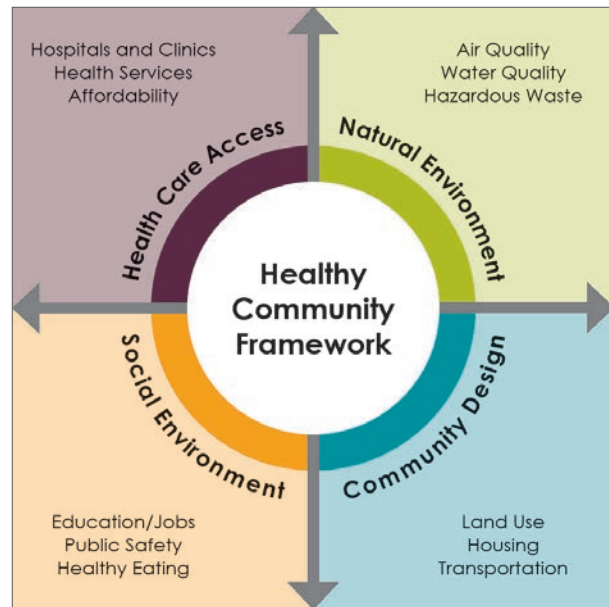 Hospitals and Clinics
Health Services
Affordability
Air Quality
Water Quality
Hazardous Waste
Health Care Access
Natural Environment
Healthy
Community
Framework
Social Environment
Community Design
Education/Jobs
Public Safety
Healthy Eating
Land Use
Housing
Transportation